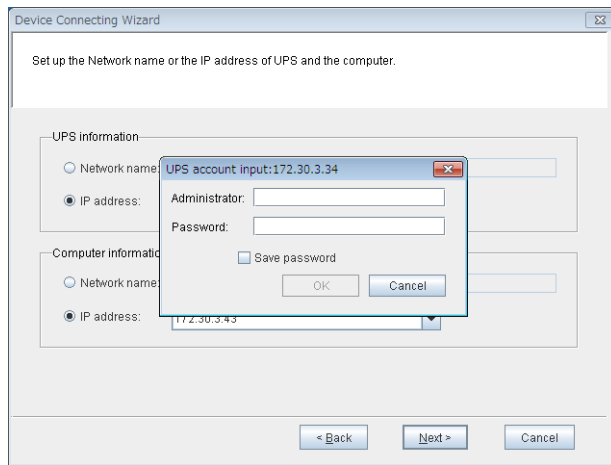 Device Connecting Wizard
Set up the Network name or the IP address of UPS and the computer.
UPS information
Network name:
IP address:
UPS account input:172.30.3.34
Administrator:
Password:
Save password
OK
Cancel
Computer informatio
Network name:
IP address:
172.30.3.43
< Back
Next >
Cancel